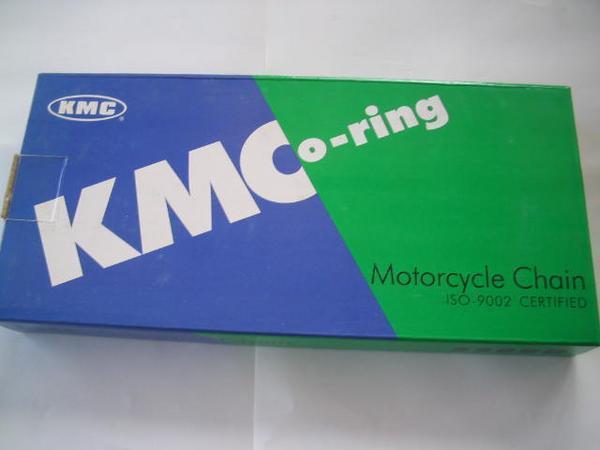 KMC
KMC o-ring
Motorcycle Chain
ISO-9002 CERTIFIED